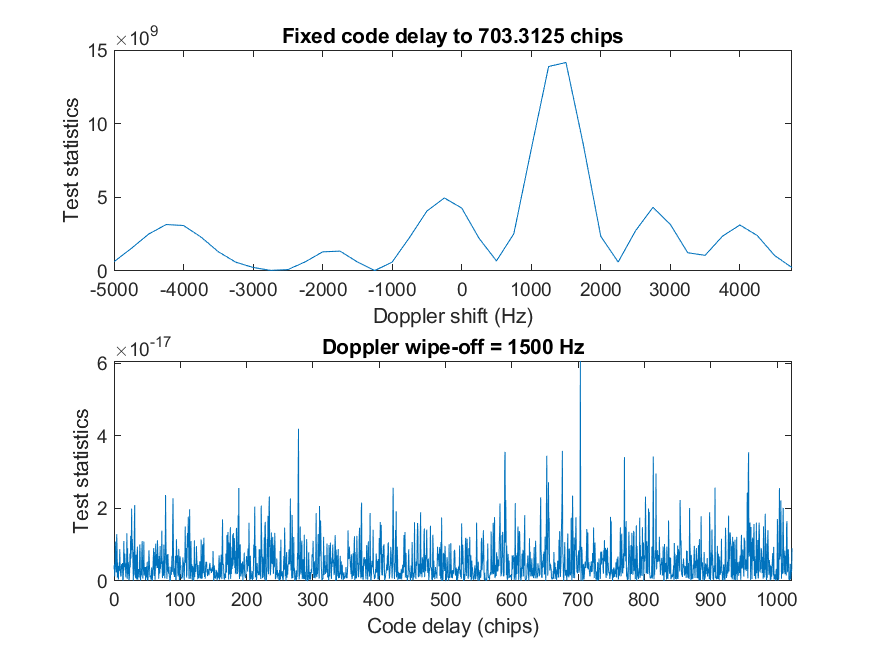 ×10^9
Fixed code delay to 703.3125 chips
15
10
5
0
Test statistics
-5000 -4000 -3000 -2000 -1000 0 1000 2000 3000 4000
Doppler shift (Hz)
×10^-17
Doppler wipe-off = 1500 Hz
6
4
2
0
Test statistics
0 100 200 300 400 500 600 700 800 900 1000
Code delay (chips)